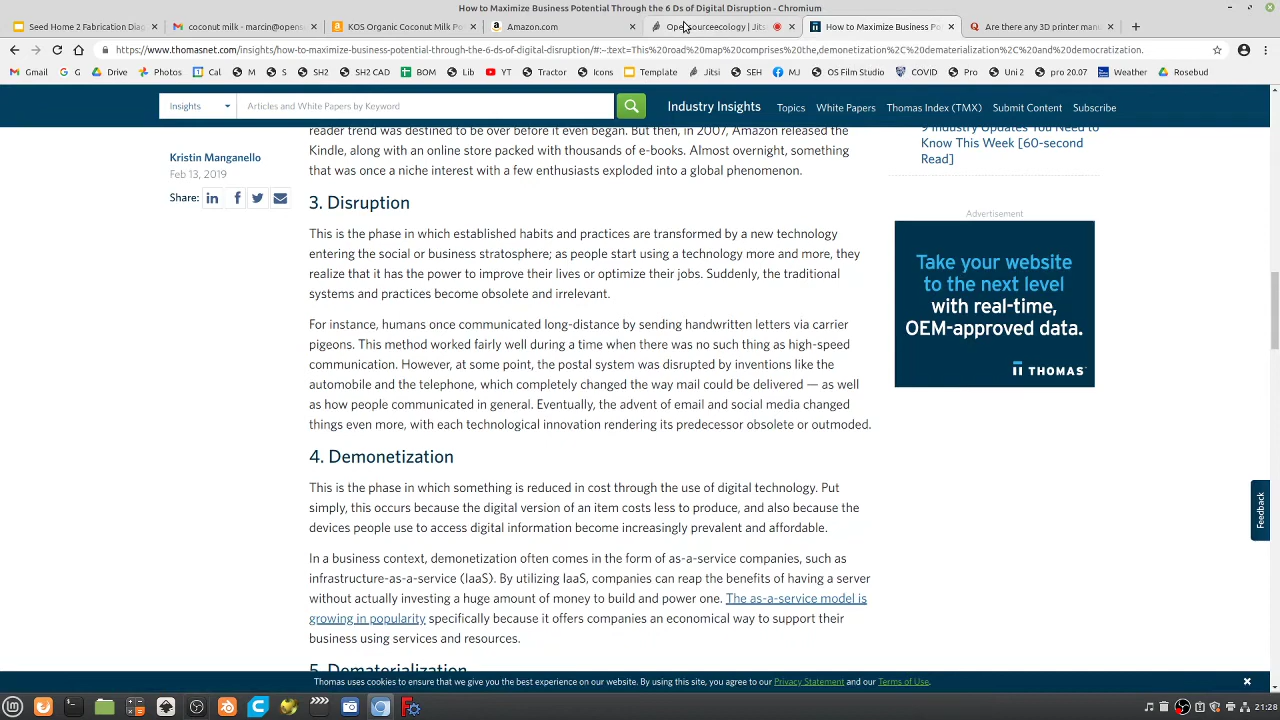 How to Maximize Business Potential Through the 6 Ds of Digital Disruption - Chromium
Seed Home 2 Fabrication Diag
coconut milk - marcin@opensu
KOS Organic Coconut Milk Po
Amazon.com
Opensourceecology | Jitsi
How to Maximize Business Po
Are there any 3D printer manu
https://www.thomasnet.com/insights/how-to-maximize-business-potential-through-the-6-ds-of-digital-disruption/#:~:text=This%20road%20map%20comprises%20the,demonetization%2C%20dematerialization%2C%20and%20democratization.
Gmail G Drive Photos Cal M S SH2 SH2 CAD BOM Lib YT Tractor Icons Template Jitsi SEH MJ OS Film Studio COVID Pro Uni 2 pro 20.07 Weather Rosebud
Insights Articles and White Papers by Keyword Industry Insights Topics White Papers Thomas Index (TMX) Submit Content Subscribe
reader trend was destined to be over before it even began. But then, in 2007, Amazon released the
Kindle, along with an online store packed with thousands of e-books. Almost overnight, something
that was once a niche interest with a few enthusiasts exploded into a global phenomenon.
Kristin Manganello
Feb 13, 2019
Share:
3. Disruption
This is the phase in which established habits and practices are transformed by a new technology
entering the social or business stratosphere; as people start using a technology more and more, they
realize that it has the power to improve their lives or optimize their jobs. Suddenly, the traditional
systems and practices become obsolete and irrelevant.
For instance, humans once communicated long-distance by sending handwritten letters via carrier
pigeons. This method worked fairly well during a time when there was no such thing as high-speed
communication. However, at some point, the postal system was disrupted by inventions like the
automobile and the telephone, which completely changed the way mail could be delivered — as well
as how people communicated in general. Eventually, the advent of email and social media changed
things even more, with each technological innovation rendering its predecessor obsolete or outmoded.
4. Demonetization
This is the phase in which something is reduced in cost through the use of digital technology. Put
simply, this occurs because the digital version of an item costs less to produce, and also because the
devices people use to access digital information become increasingly prevalent and affordable.
In a business context, demonetization often comes in the form of as-a-service companies, such as
infrastructure-as-a-service (IaaS). By utilizing IaaS, companies can reap the benefits of having a server
without actually investing a huge amount of money to build and power one. The as-a-service model is
growing in popularity specifically because it offers companies an economical way to support their
business using services and resources.
5. Dematerialization
9 Industry Updates You Need to
Know This Week [60-second
Read]
Advertisement
Take your website
to the next level
with real-time,
OEM-approved data.
THOMAS
Feedback
Thomas uses cookies to ensure that we give you the best experience on our website. By using this site, you agree to our Privacy Statement and our Terms of Use.
21:28